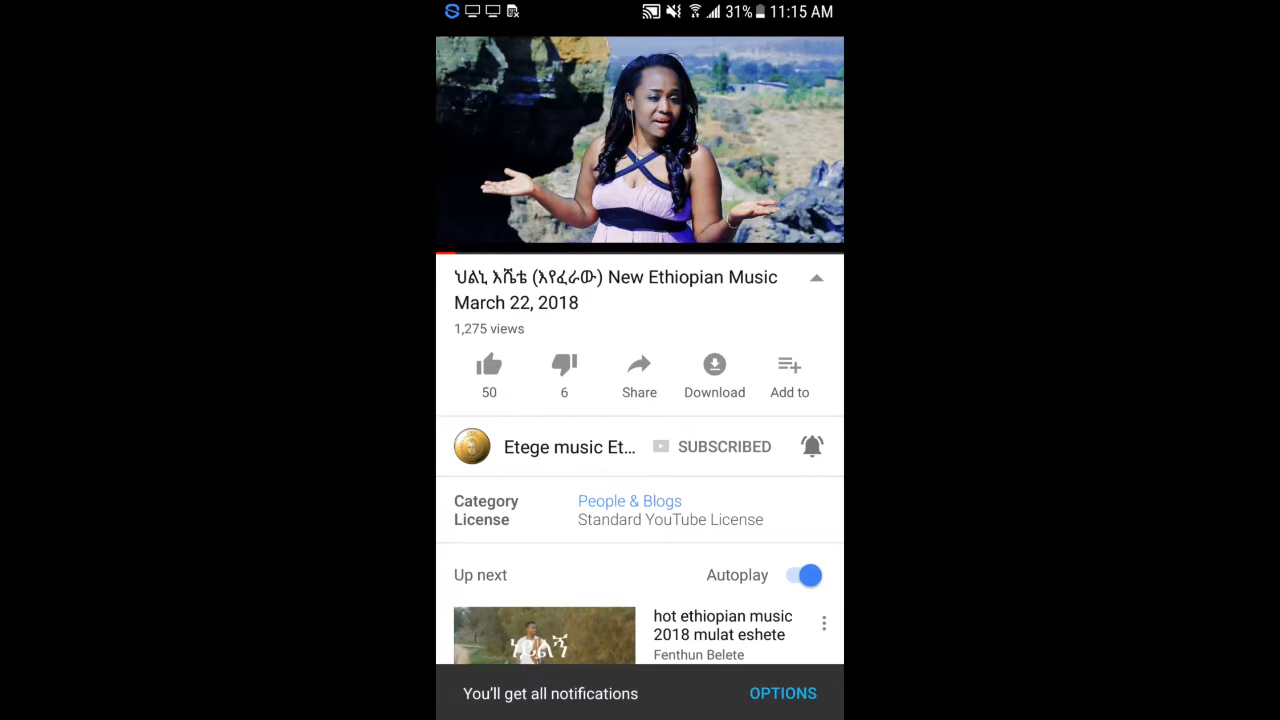 31% 11:15 AM
ህልኒ እሼቴ (እየፈራው) New Ethiopian Music
March 22, 2018
1,275 views
50
6
Share
Download
Add to
Etege music Et...
SUBSCRIBED
Category People & Blogs
License Standard YouTube License
Up next
Autoplay
ነይልኝ
hot ethiopian music
2018 mulat eshete
Fenthun Belete
You'll get all notifications
OPTIONS